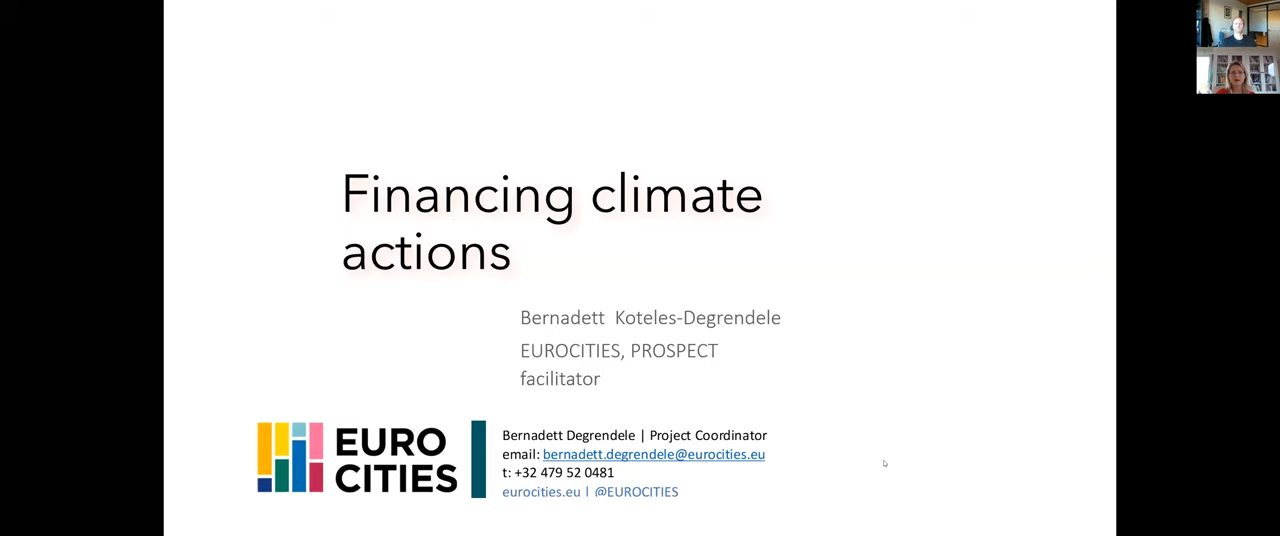 Financing climate
actions
Bernadett Koteles-Degrendele
EUROCITIES, PROSPECT
facilitator
EURO
CITIES
Bernadett Degrendele | Project Coordinator
email: bernadett.degrendele@eurocities.eu
t: +32 479 52 0481
eurocities.eu | @EUROCITIES